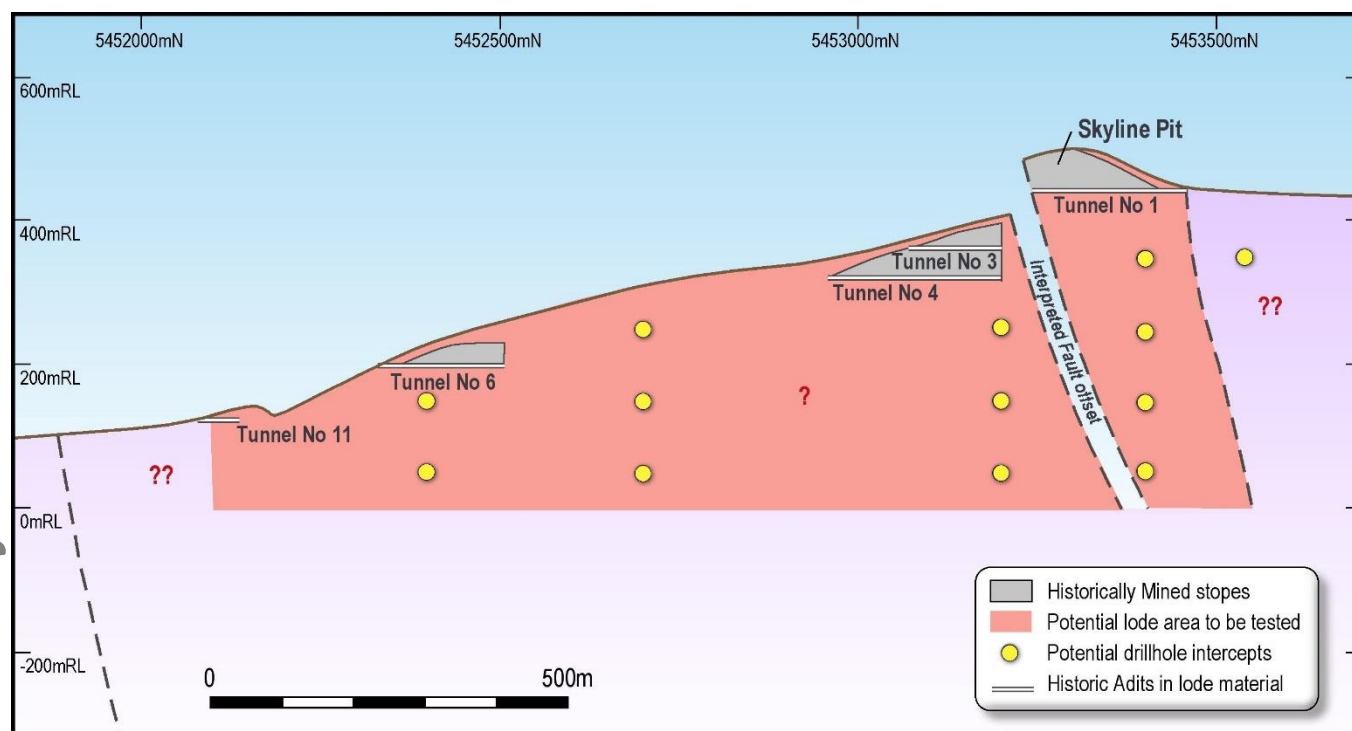 5452000mN
5452500mN
5453000mN
5453500mN
600mRL
Skyline Pit
Tunnel No 1
400mRL
Tunnel No 3
Tunnel No 4
Interpreted Fault offset
??
200mRL
Tunnel No 6
?
Tunnel No 11
??
0mRL
-200mRL
0
500m
Historically Mined stopes
Potential lode area to be tested
Potential drillhole intercepts
Historic Adits in lode material